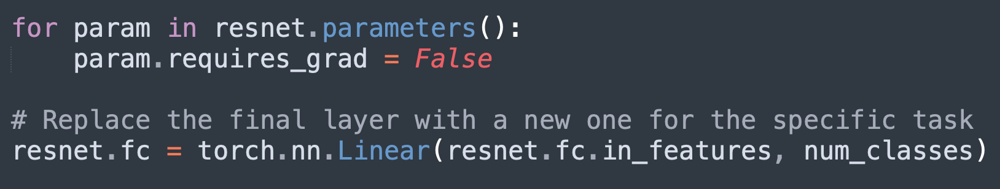 for param in resnet.parameters():
    param.requires_grad = False
# Replace the final layer with a new one for the specific task
resnet.fc = torch.nn.Linear(resnet.fc.in_features, num_classes)